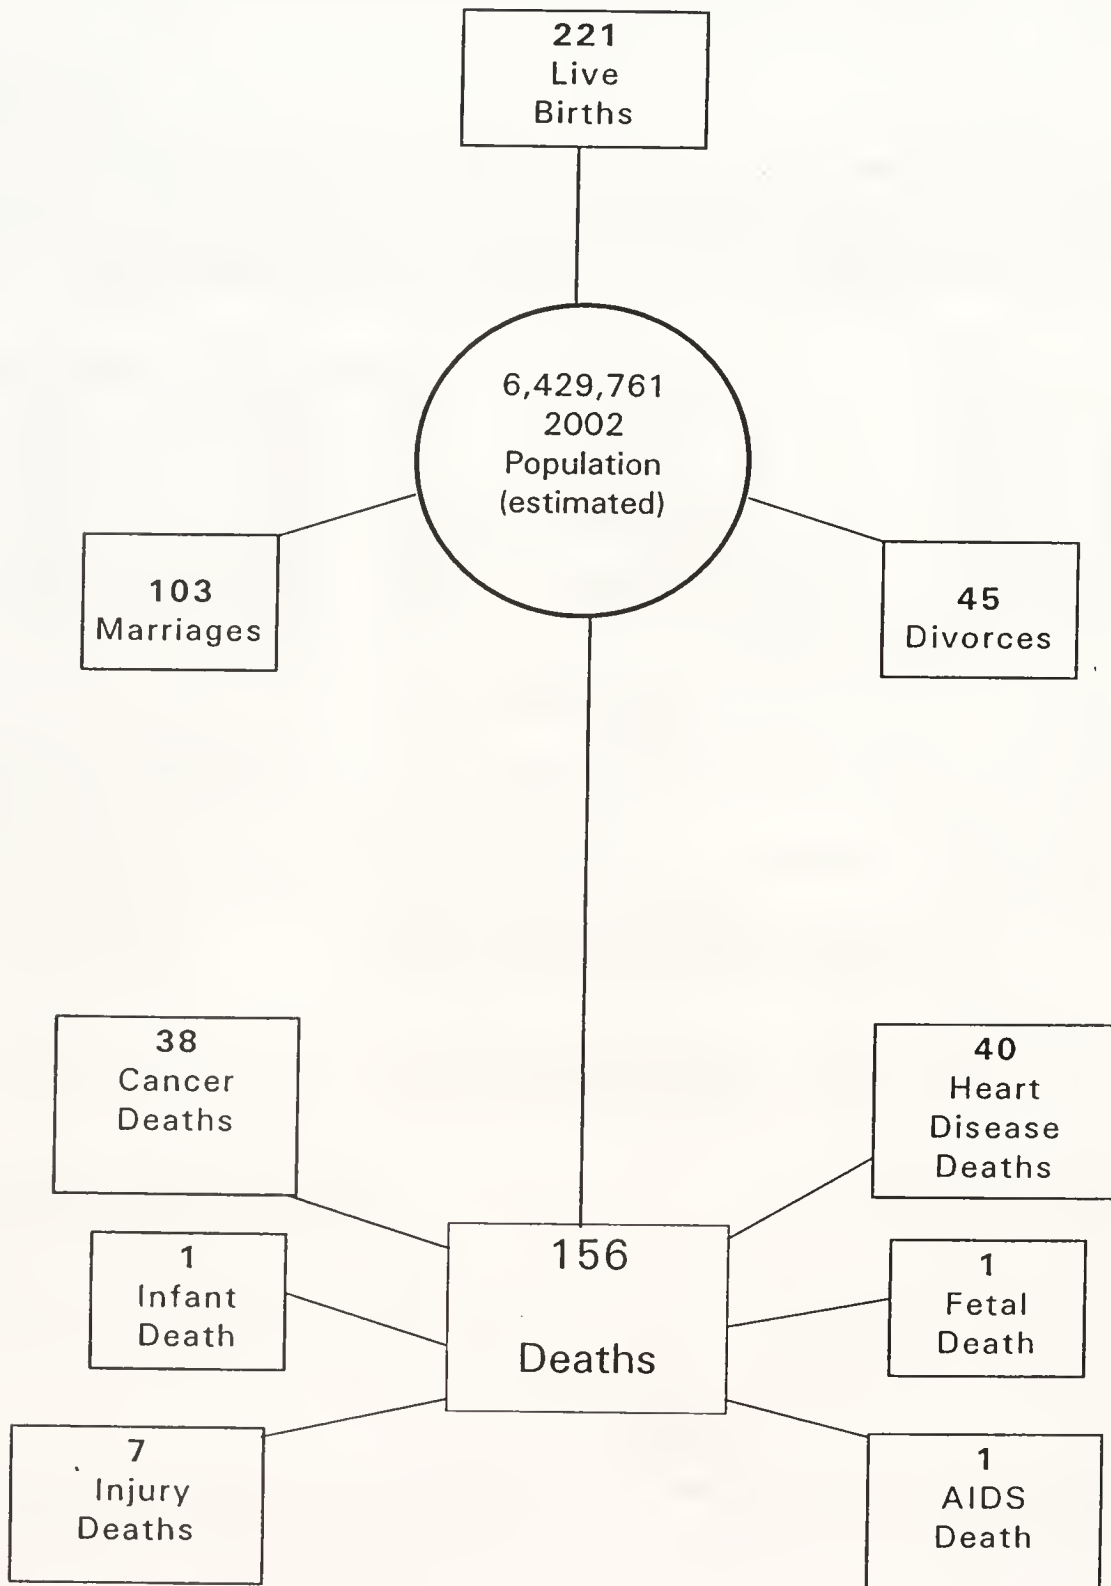 221
Live
Births
6,429,761
2002
Population
(estimated)
103
Marriages
45
Divorces
38
Cancer
Deaths
40
Heart
Disease
Deaths
156
Deaths
1
Infant
Death
1
Fetal
Death
7
Injury
Deaths
1
AIDS
Death